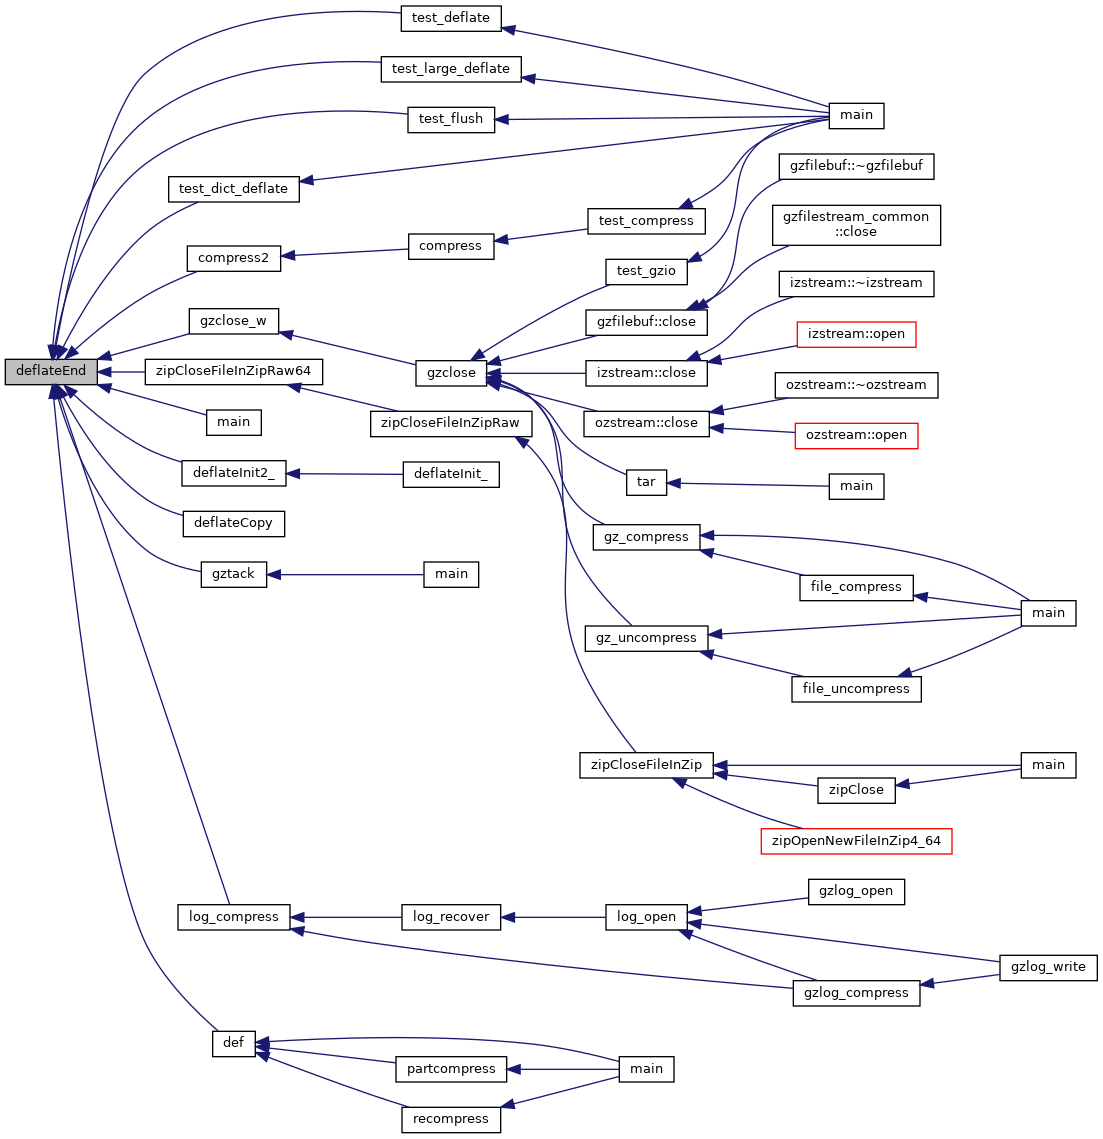 test_deflate
test_large_deflate
main
test_flush
gzfilebuf::~gzfilebuf
test_dict_deflate
gzfilestream_common
::close
test_compress
compress
compress2
test_gzio
izstream::~izstream
gzclose_w
gzfilebuf::close
izstream::open
deflateEnd
zipCloseFileInZipRaw64
gzclose
izstream::close
ozstream::~ozstream
main
zipCloseFileInZipRaw
ozstream::close
ozstream::open
deflateInit2_
deflateInit_
tar
main
deflateCopy
gz_compress
gztack
main
file_compress
main
gz_uncompress
file_uncompress
zipCloseFileInZip
main
zipClose
zipOpenNewFileInZip4_64
gzlog_open
log_compress
log_recover
log_open
gzlog_write
gzlog_compress
def
partcompress
main
recompress